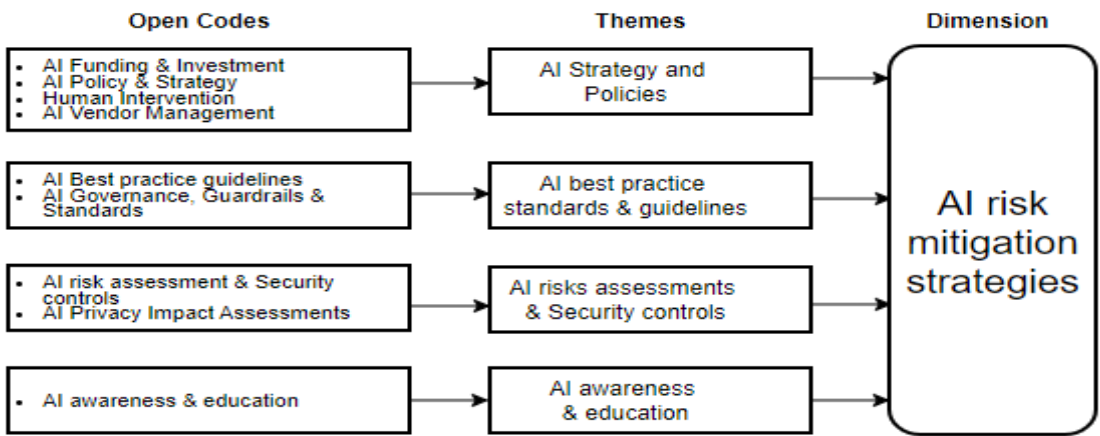 Open Codes
Themes
Dimension
• AI Funding & Investment
• AI Policy & Strategy
• Human Intervention
• AI Vendor Management
AI Strategy and
Policies
• AI Best practice guidelines
• AI Governance, Guardrails &
Standards
AI best practice
standards & guidelines
• AI risk assessment & Security
controls
• AI Privacy Impact Assessments
AI risks assessments
& Security controls
• AI awareness & education
AI awareness
& education
AI risk
mitigation
strategies